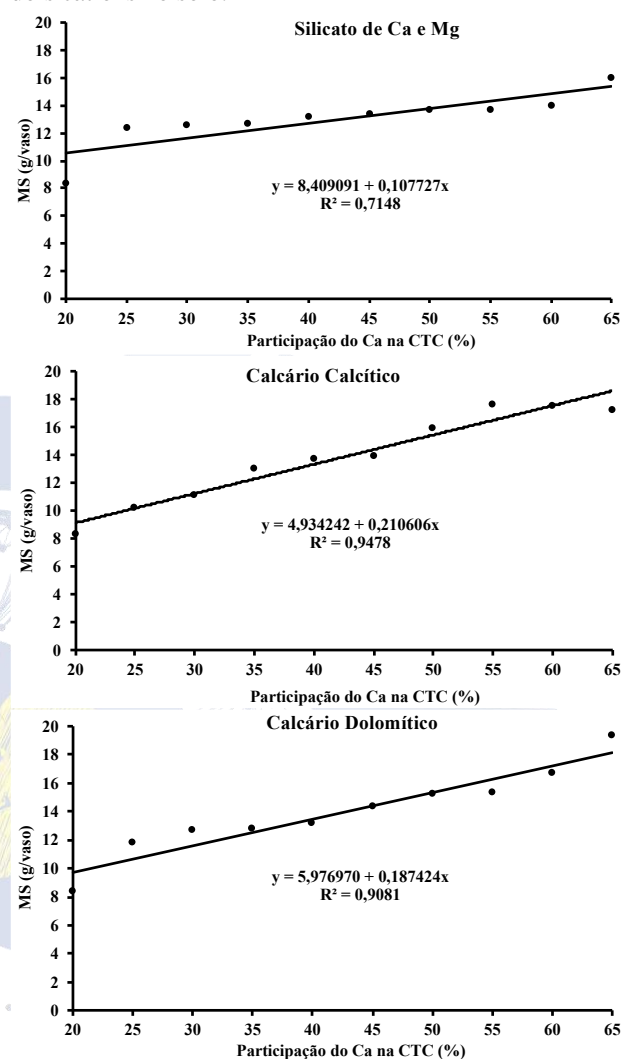 Silicato de Ca e Mg
MS (g/vaso)
20
18
16
14
12
10
8
6
4
2
0
y = 8,409091 + 0,107727x
R² = 0,7148
20 25 30 35 40 45 50 55 60 65
Participação do Ca na CTC (%)
Calcário Calcítico
MS (g/vaso)
20
18
16
14
12
10
8
6
4
2
0
y = 4,934242 + 0,210606x
R² = 0,9478
20 25 30 35 40 45 50 55 60 65
Participação do Ca na CTC (%)
Calcário Dolomítico
MS (g/vaso)
20
18
16
14
12
10
8
6
4
2
0
y = 5,976970 + 0,187424x
R² = 0,9081
20 25 30 35 40 45 50 55 60 65
Participação do Ca na CTC (%)